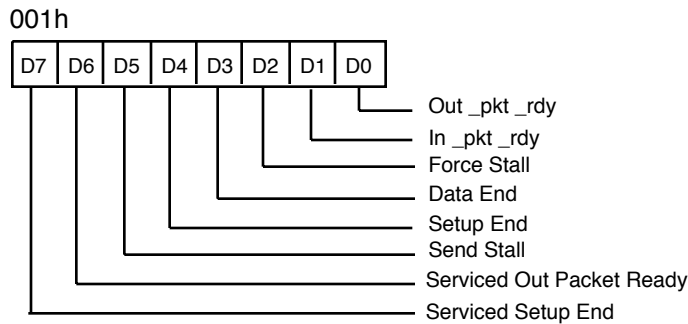 001h
D7 D6 D5 D4 D3 D2 D1 D0
Out _pkt _rdy
In _pkt _rdy
Force Stall
Data End
Setup End
Send Stall
Serviced Out Packet Ready
Serviced Setup End